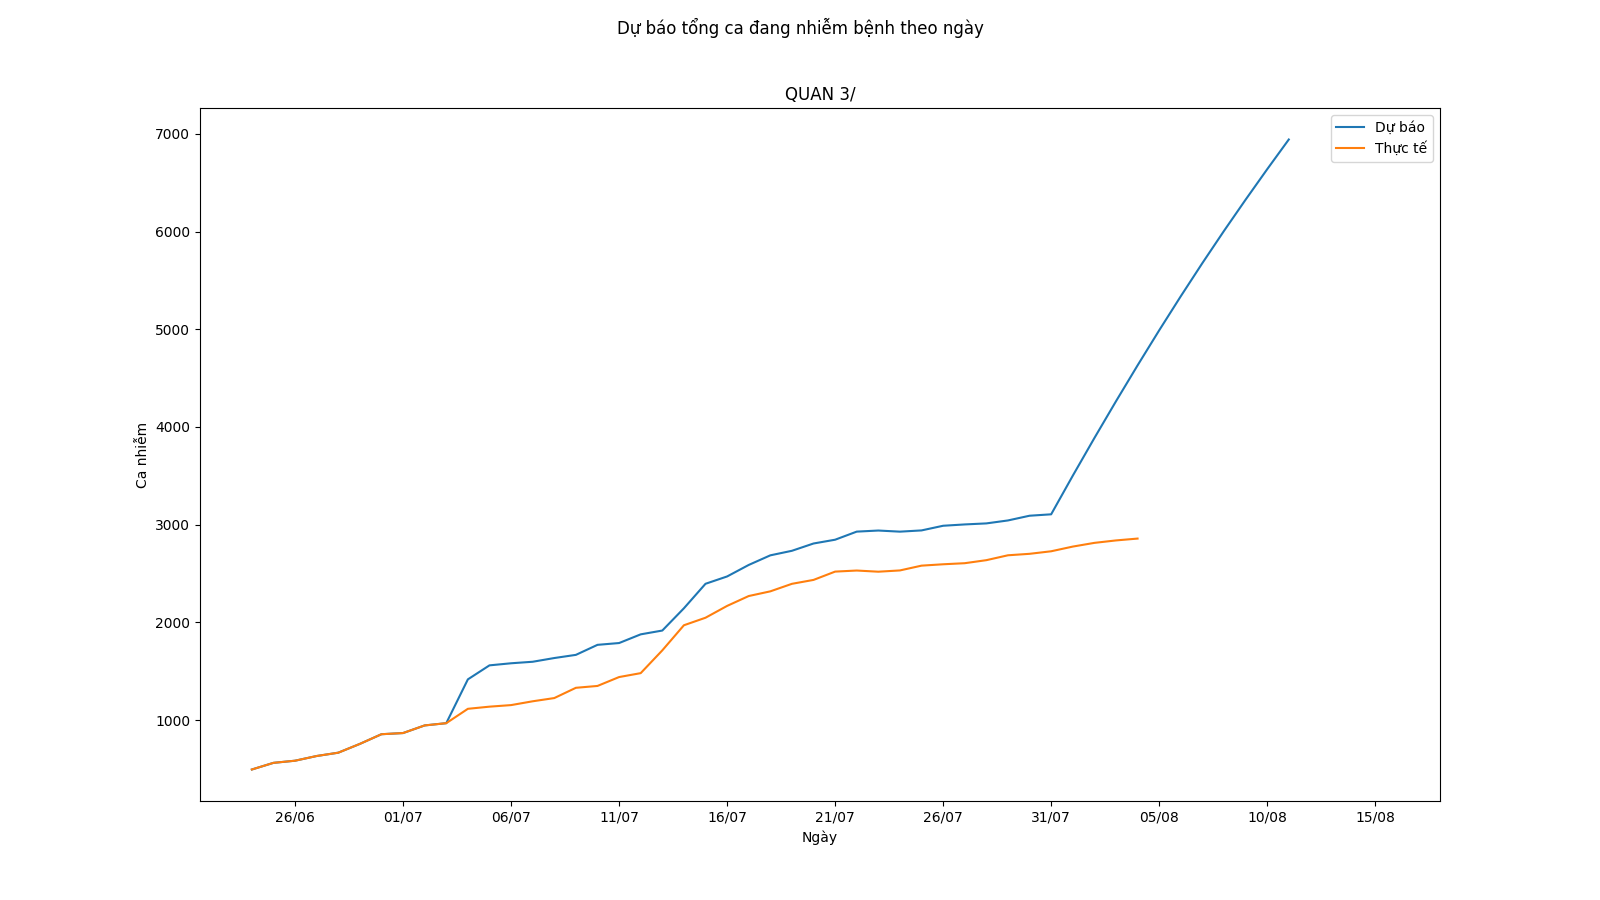 Dự báo tổng ca đang nhiễm bệnh theo ngày
QUAN 3/
Dự báo
Thực tế
7000
6000
5000
4000
3000
2000
1000
Ca nhiễm
26/06 01/07 06/07 11/07 16/07 21/07 26/07 31/07 05/08 10/08 15/08
Ngày